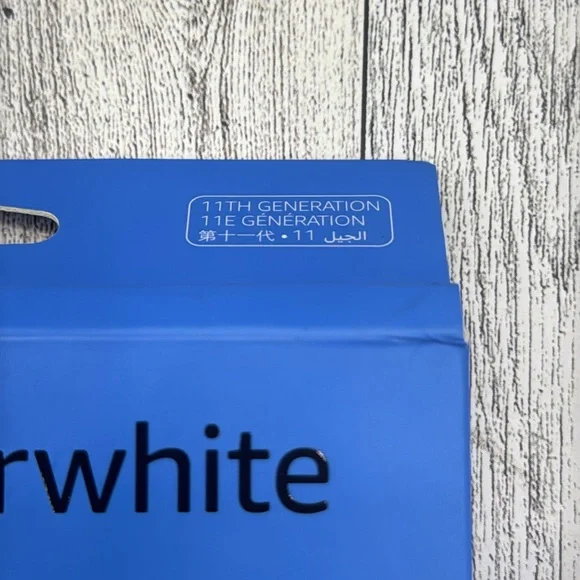 11TH GENERATION
11E GÉNÉRATION
第十一代 • 11 الجيل
rwhite